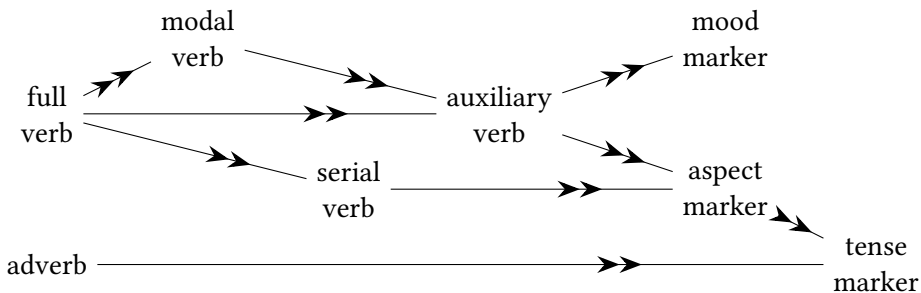 modal
verb
mood
marker
full
verb
auxiliary
verb
serial
verb
aspect
marker
adverb
tense
marker